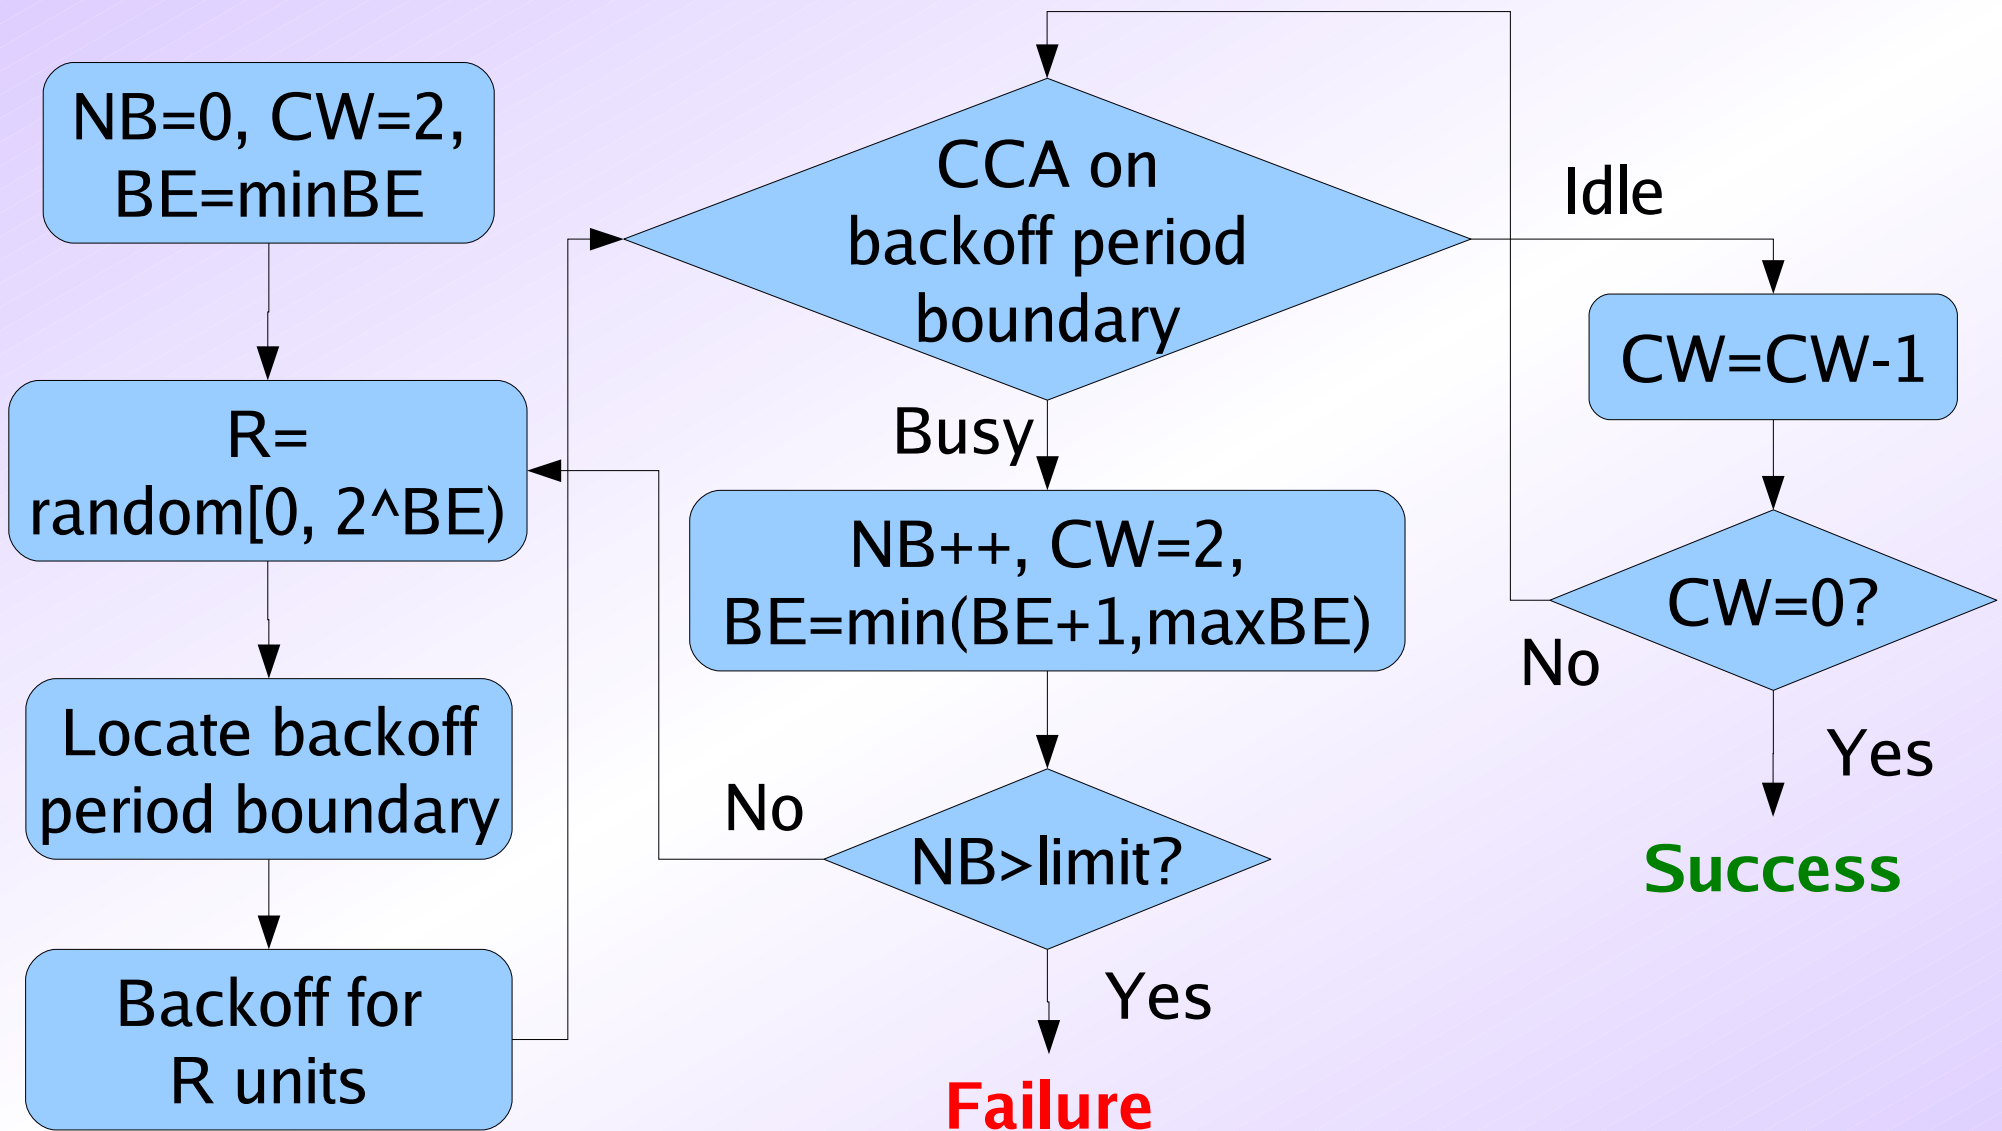 NB=0, CW=2,
BE=minBE
R=
random[0, 2^BE)
Locate backoff
period boundary
Backoff for
R units
CCA on
backoff period
boundary
Busy
NB++, CW=2,
BE=min(BE+1,maxBE)
No
NB>limit?
Yes
Failure
Idle
CW=CW-1
CW=0?
No
Yes
Success